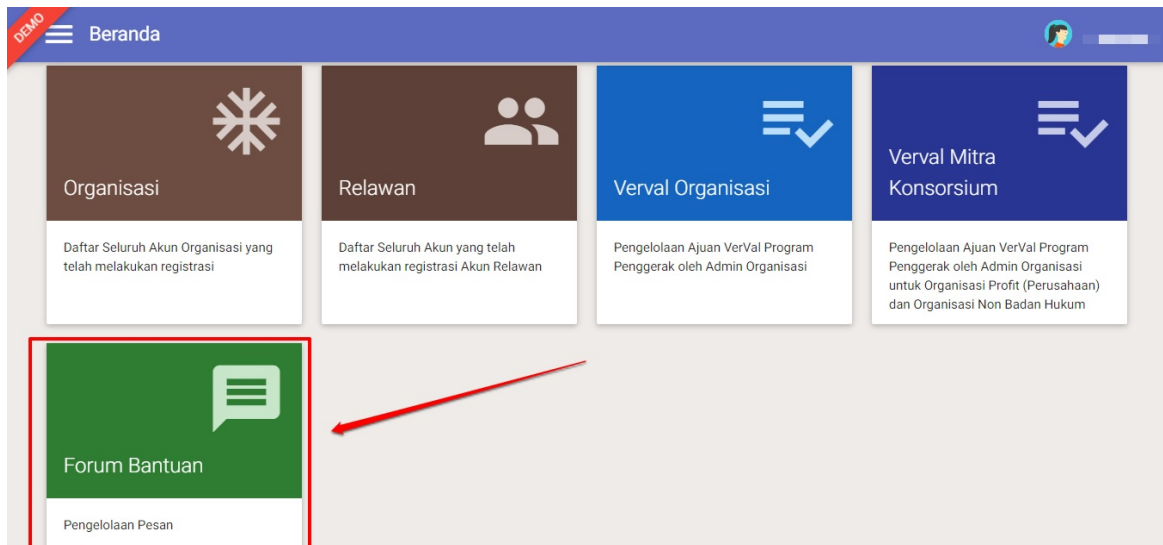 DEMO
Beranda
Organisasi
Daftar Seluruh Akun Organisasi yang
telah melakukan registrasi
Relawan
Daftar Seluruh Akun yang telah
melakukan registrasi Akun Relawan
Verval Organisasi
Pengelolaan Ajuan VerVal Program
Penggerak oleh Admin Organisasi
Verval Mitra
Konsorsium
Pengelolaan Ajuan VerVal Program
Penggerak oleh Admin Organisasi
untuk Organisasi Profit (Perusahaan)
dan Organisasi Non Badan Hukum
Forum Bantuan
Pengelolaan Pesan